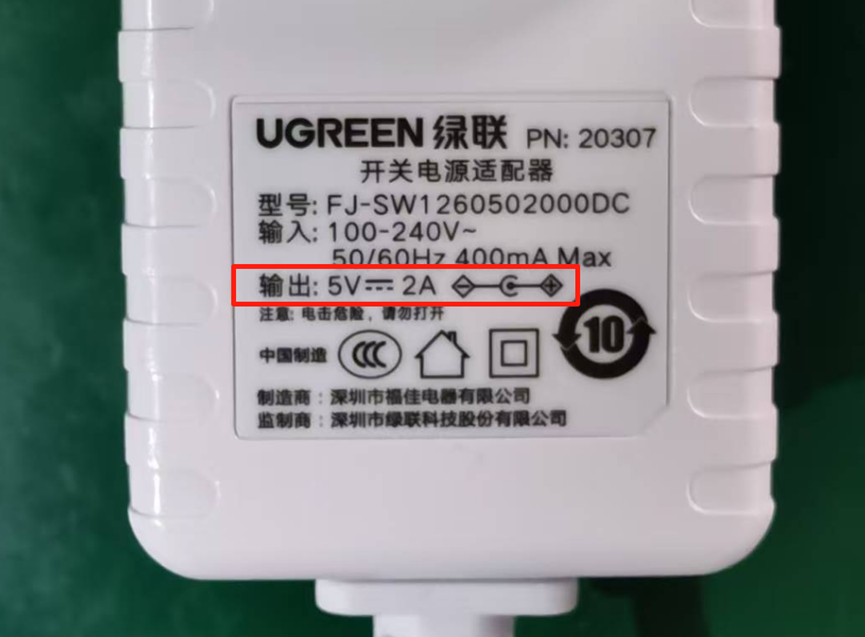 UGREEN 绿联 PN: 20307
开关电源适配器
型号: FJ-SW1260502000DC
输入: 100-240V~
50/60Hz 400mA Max
输出: 5V⎓2A
注意: 电击危险，请勿打开
中国制造 CCC
10
制造商：深圳市福佳电器有限公司
监制商：深圳市绿联科技股份有限公司